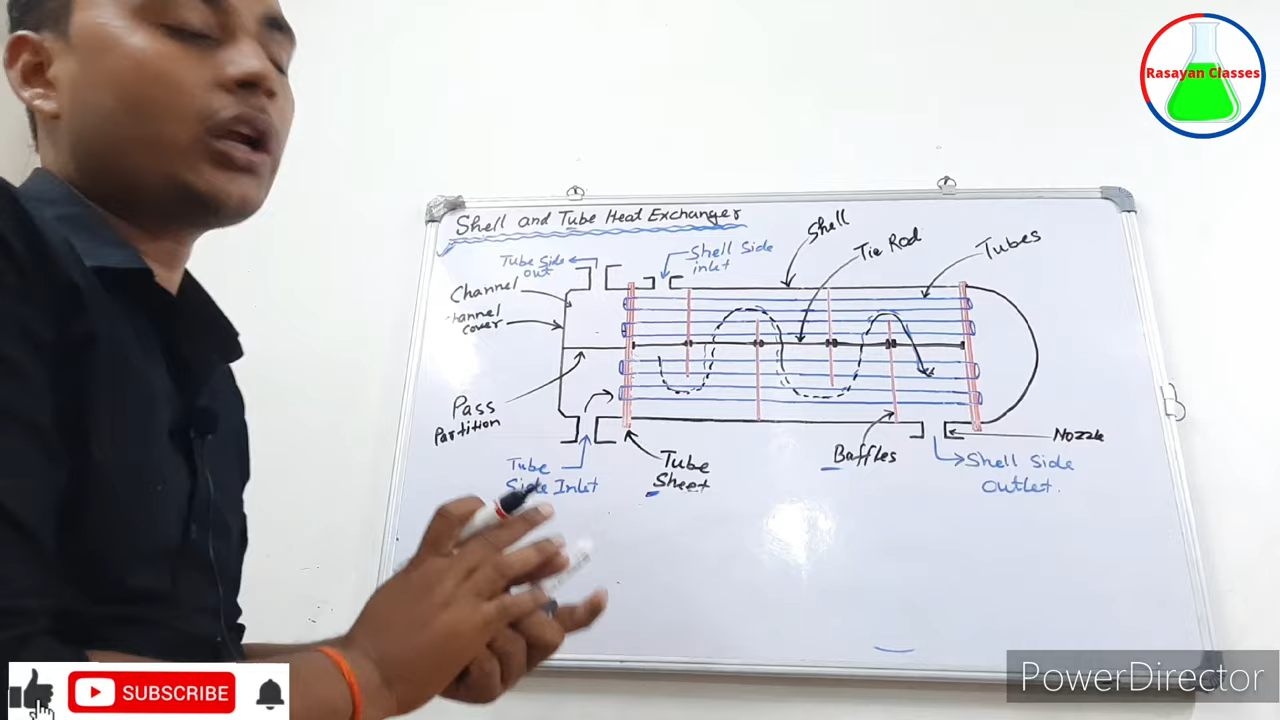 Rasayan Classes
Shell and Tube Heat Exchanger
Tube Side
out
Shell Side
inlet
Shell
Tie Rod
Tubes
Channel
hannel
cover
Pass
Partition
Tube
Side Inlet
Tube
Sheet
Baffles
Nozzle
Shell Side
Outlet.
SUBSCRIBE
PowerDirector